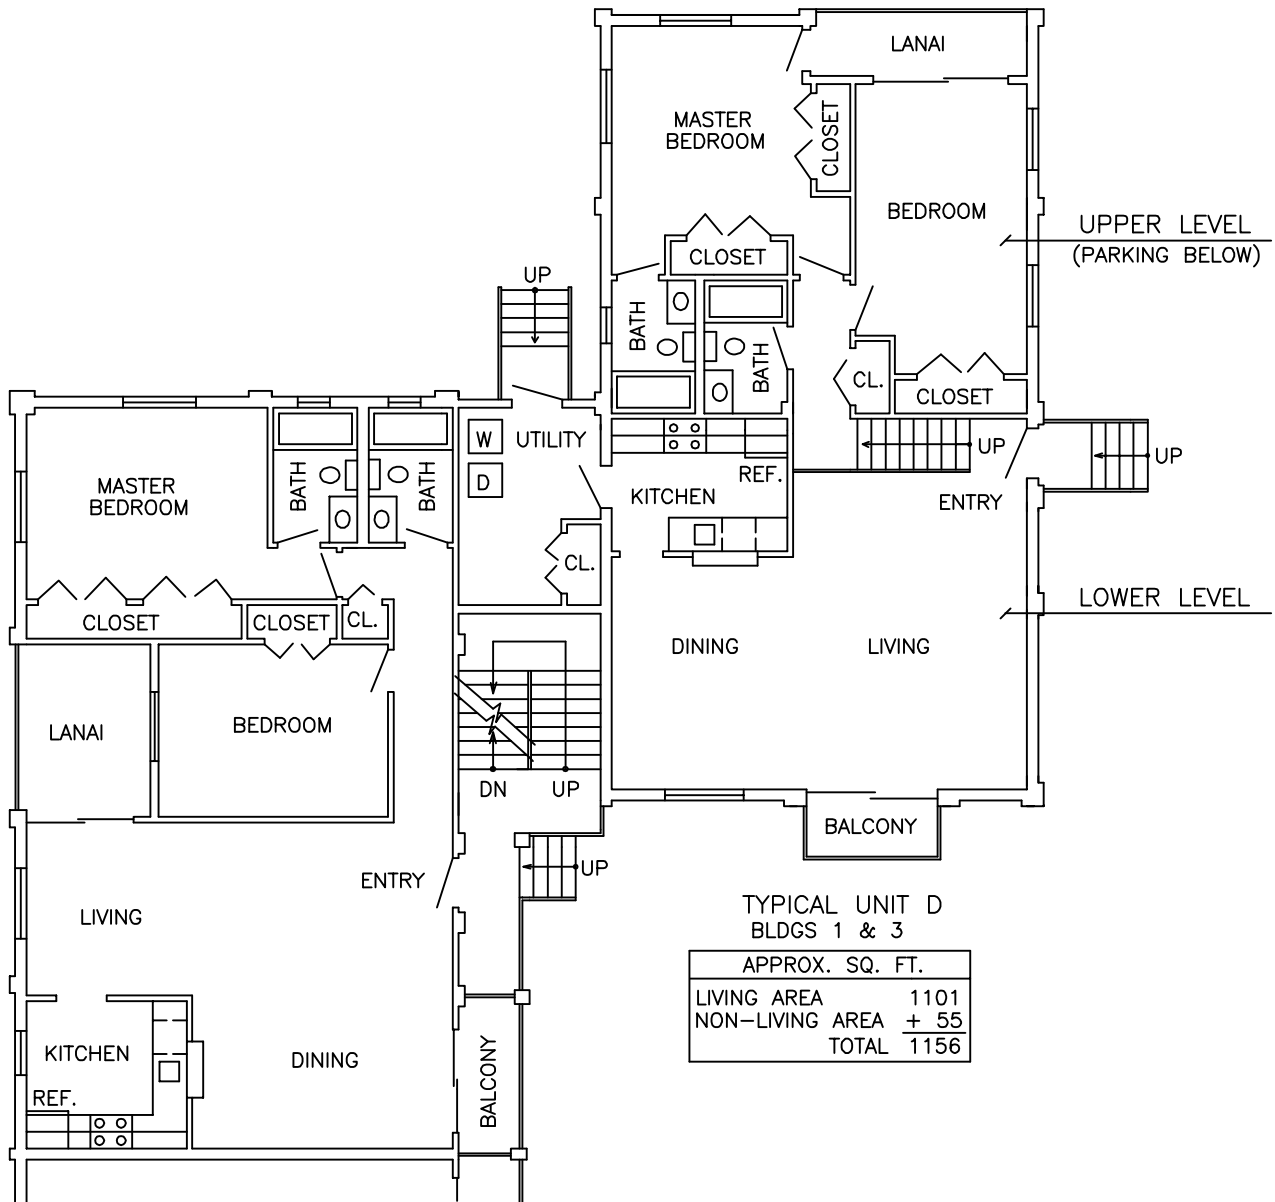 LANAI
MASTER
BEDROOM
CLOSET
BEDROOM
UPPER LEVEL
(PARKING BELOW)
CLOSET
UP
BATH
BATH
CL.
CLOSET
W
UTILITY
D
REF.
UP
UP
KITCHEN
ENTRY
MASTER
BEDROOM
BATH
BATH
CL.
CLOSET
CLOSET
CL.
LOWER LEVEL
DINING
LIVING
LANAI
BEDROOM
DN
UP
BALCONY
UP
ENTRY
LIVING
TYPICAL UNIT D
BLDGS 1 & 3
APPROX. SQ. FT.
LIVING AREA 1101
NON-LIVING AREA + 55
TOTAL 1156
KITCHEN
DINING
BALCONY
REF.